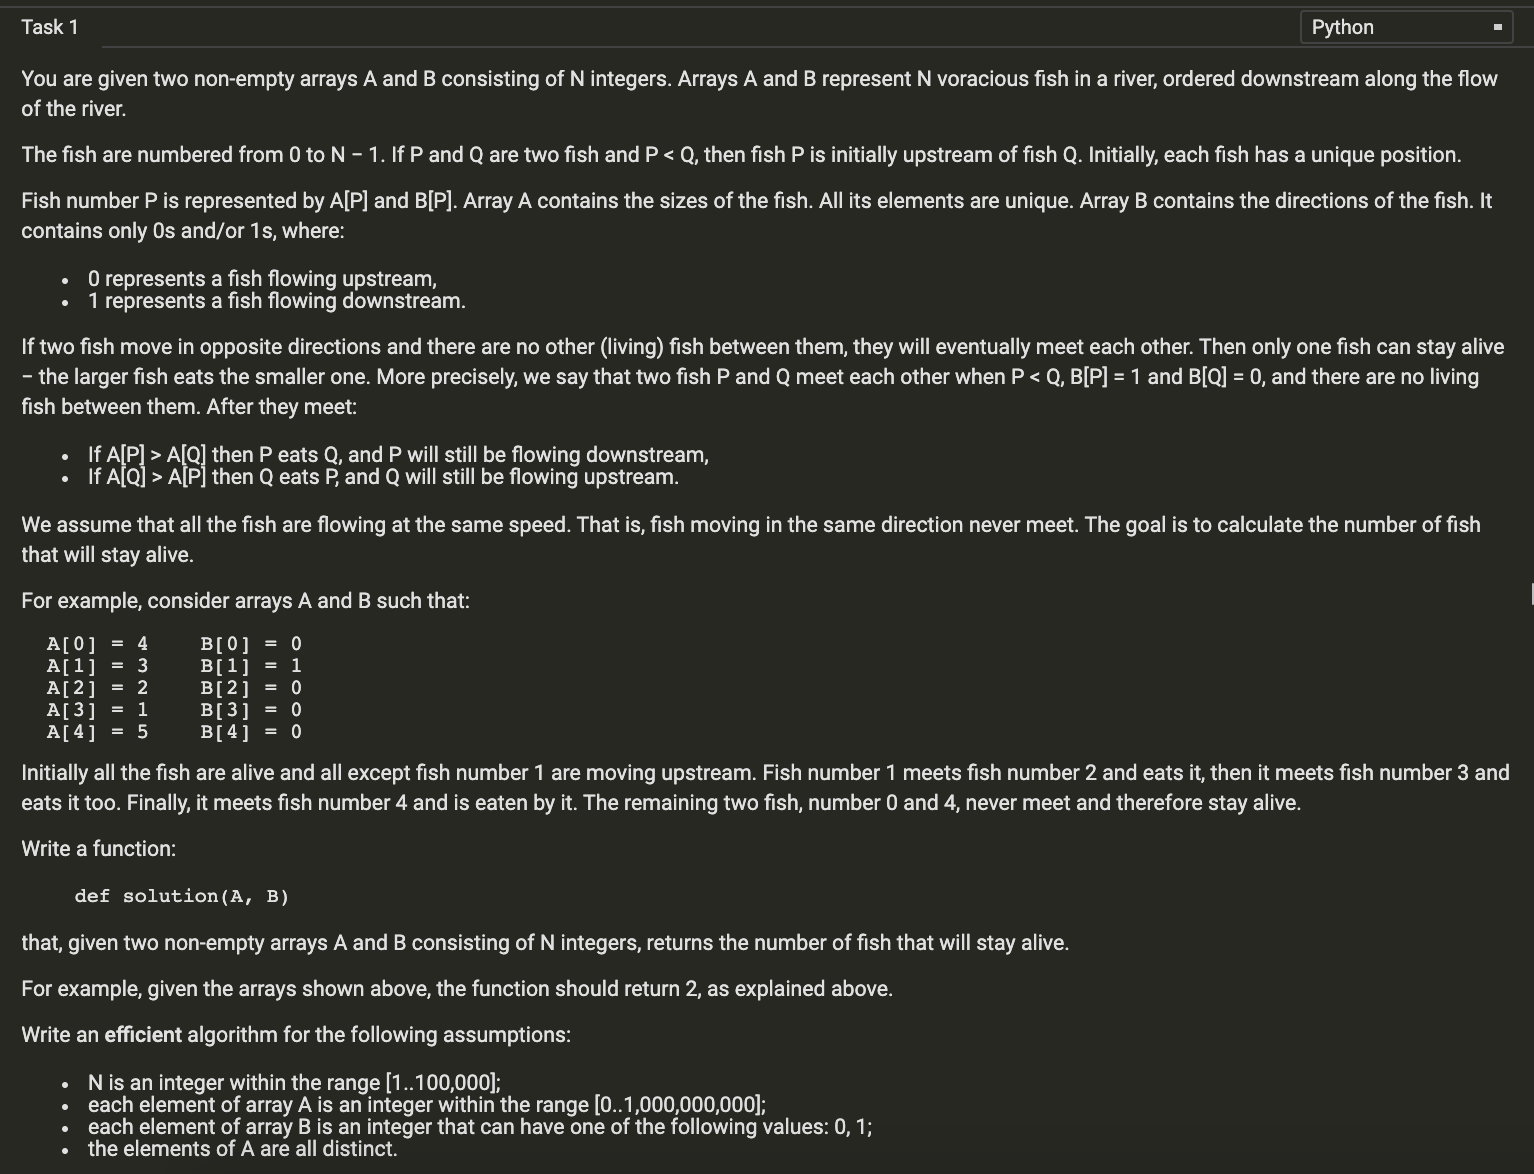 Task 1
Python
You are given two non-empty arrays A and B consisting of N integers. Arrays A and B represent N voracious fish in a river, ordered downstream along the flow
of the river.
The fish are numbered from 0 to N − 1. If P and Q are two fish and P < Q, then fish P is initially upstream of fish Q. Initially, each fish has a unique position.
Fish number P is represented by A[P] and B[P]. Array A contains the sizes of the fish. All its elements are unique. Array B contains the directions of the fish. It
contains only 0s and/or 1s, where:
• 0 represents a fish flowing upstream,
• 1 represents a fish flowing downstream.
If two fish move in opposite directions and there are no other (living) fish between them, they will eventually meet each other. Then only one fish can stay alive
− the larger fish eats the smaller one. More precisely, we say that two fish P and Q meet each other when P < Q, B[P] = 1 and B[Q] = 0, and there are no living
fish between them. After they meet:
• If A[P] > A[Q] then P eats Q, and P will still be flowing downstream,
• If A[Q] > A[P] then Q eats P, and Q will still be flowing upstream.
We assume that all the fish are flowing at the same speed. That is, fish moving in the same direction never meet. The goal is to calculate the number of fish
that will stay alive.
For example, consider arrays A and B such that:
A[0] = 4    B[0] = 0
A[1] = 3    B[1] = 1
A[2] = 2    B[2] = 0
A[3] = 1    B[3] = 0
A[4] = 5    B[4] = 0
Initially all the fish are alive and all except fish number 1 are moving upstream. Fish number 1 meets fish number 2 and eats it, then it meets fish number 3 and
eats it too. Finally, it meets fish number 4 and is eaten by it. The remaining two fish, number 0 and 4, never meet and therefore stay alive.
Write a function:
def solution(A, B)
that, given two non-empty arrays A and B consisting of N integers, returns the number of fish that will stay alive.
For example, given the arrays shown above, the function should return 2, as explained above.
Write an efficient algorithm for the following assumptions:
• N is an integer within the range [1..100,000];
• each element of array A is an integer within the range [0..1,000,000,000];
• each element of array B is an integer that can have one of the following values: 0, 1;
• the elements of A are all distinct.